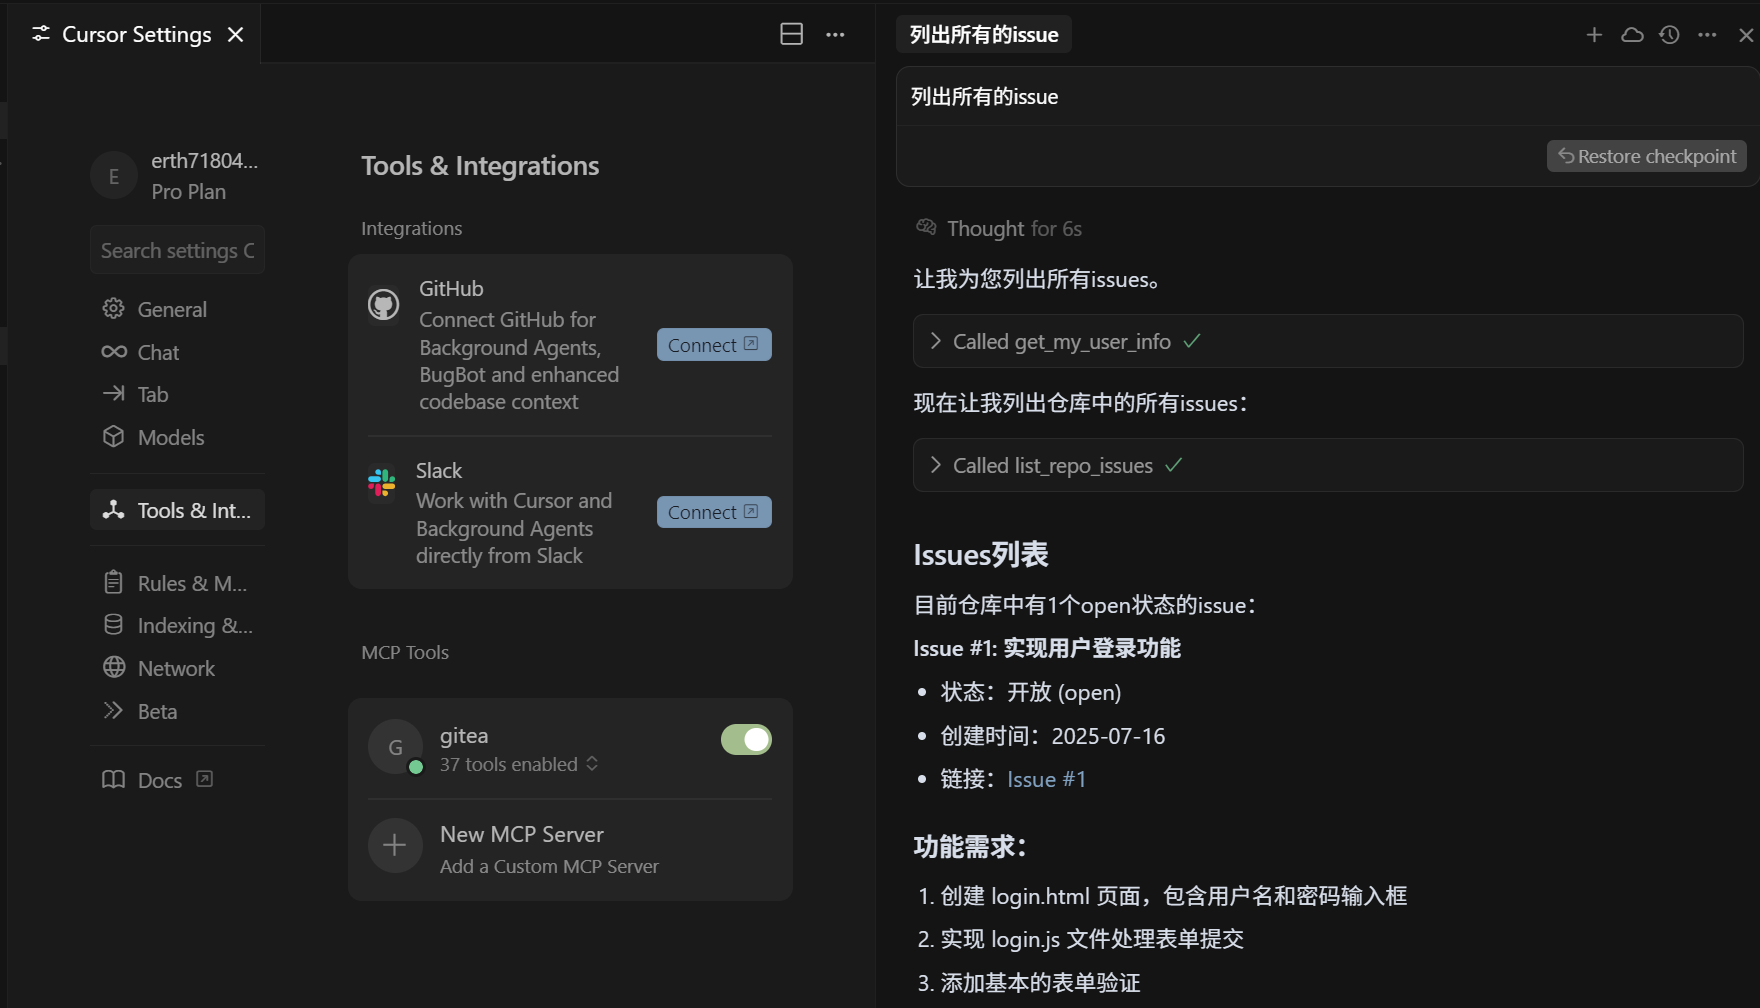 Cursor Settings
erth71804...
Pro Plan
Search settings C
General
Chat
Tab
Models
Tools & Int...
Rules & M...
Indexing &...
Network
Beta
Docs
Tools & Integrations
Integrations
GitHub
Connect GitHub for
Background Agents,
BugBot and enhanced
codebase context
Connect
Slack
Work with Cursor and
Background Agents
directly from Slack
Connect
MCP Tools
G
gitea
37 tools enabled
New MCP Server
Add a Custom MCP Server
E
列出所有的issue
列出所有的issue
Restore checkpoint
Thought for 6s
让我为您列出所有issues。
Called get_my_user_info
现在让我列出仓库中的所有issues：
Called list_repo_issues
Issues列表
目前仓库中有1个open状态的issue：
Issue #1: 实现用户登录功能
• 状态：开放 (open)
• 创建时间：2025-07-16
• 链接：Issue #1
功能需求：
1. 创建 login.html 页面，包含用户名和密码输入框
2. 实现 login.js 文件处理表单提交
3. 添加基本的表单验证